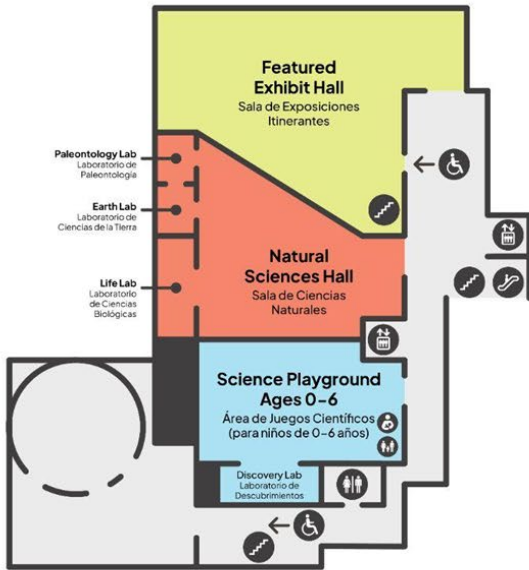 Featured
Exhibit Hall
Sala de Exposiciones
Itinerantes
Paleontology Lab
Laboratorio de
Paleontología
Earth Lab
Laboratorio de
Ciencias de la Tierra
Life Lab
Laboratorio
de Ciencias
Biológicas
Natural
Sciences Hall
Sala de Ciencias
Naturales
Science Playground
Ages 0–6
Área de Juegos Científicos
(para niños de 0–6 años)
Discovery Lab
Laboratorio de
Descubrimientos